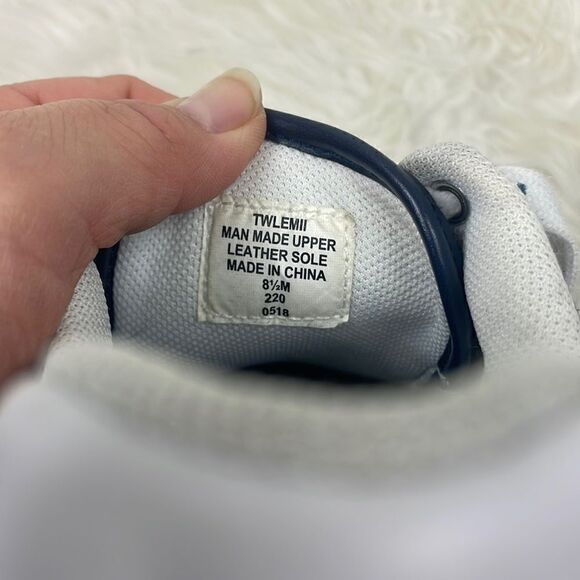 TWLEMII
MAN MADE UPPER
LEATHER SOLE
MADE IN CHINA
8½M
220
0518